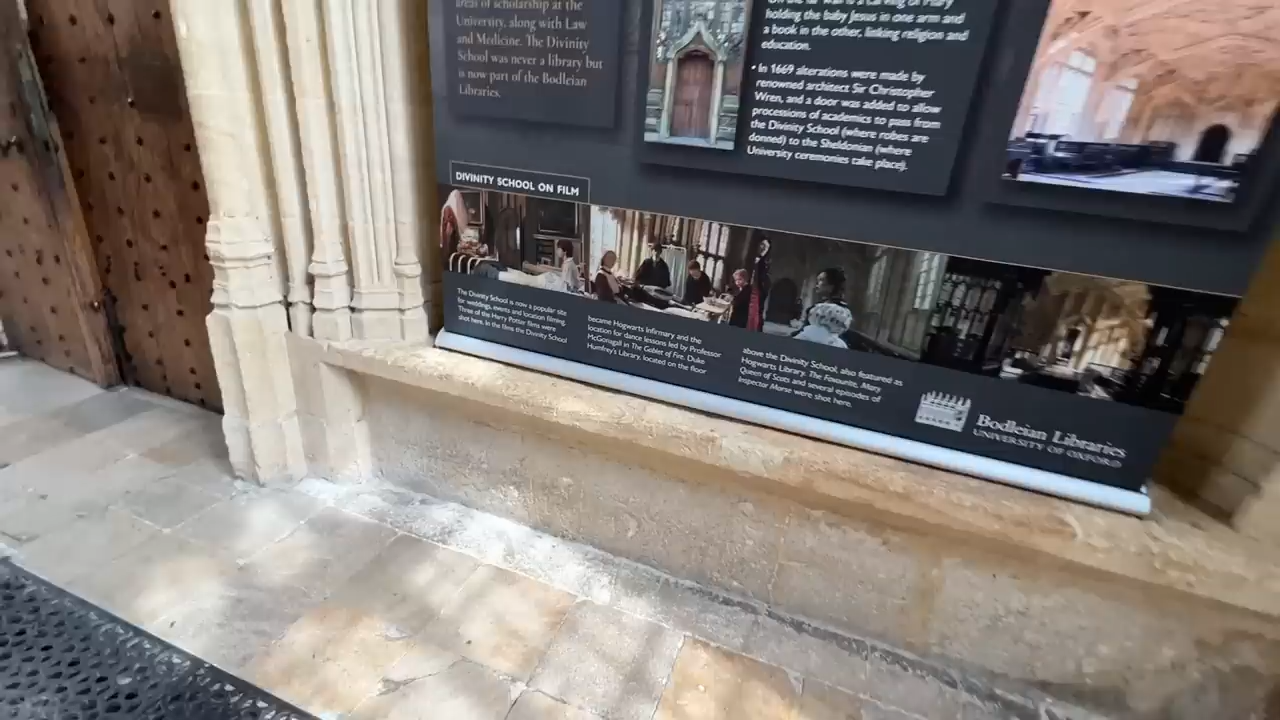 areas of scholarship at the
University, along with Law
and Medicine. The Divinity
School was never a library but
is now part of the Bodleian
Libraries.
holding the baby Jesus in one arm and
a book in the other, linking religion and
education.
• In 1669 alterations were made by
renowned architect Sir Christopher
Wren, and a door was added to allow
processions of academics to pass from
the Divinity School (where robes are
donned) to the Sheldonian (where
University ceremonies take place).
DIVINITY SCHOOL ON FILM
The Divinity School is now a popular site
for weddings, events and location filming.
Three of the Harry Potter films were
shot here. In the films the Divinity School
became Hogwarts Infirmary and the
location for dance lessons led by Professor
McGonagall in The Goblet of Fire. Duke
Humfrey's Library, located on the floor
above the Divinity School, also featured as
Hogwarts Library. The Favourite, Mary
Queen of Scots and several episodes of
Inspector Morse were shot here.
Bodleian Libraries
UNIVERSITY OF OXFORD